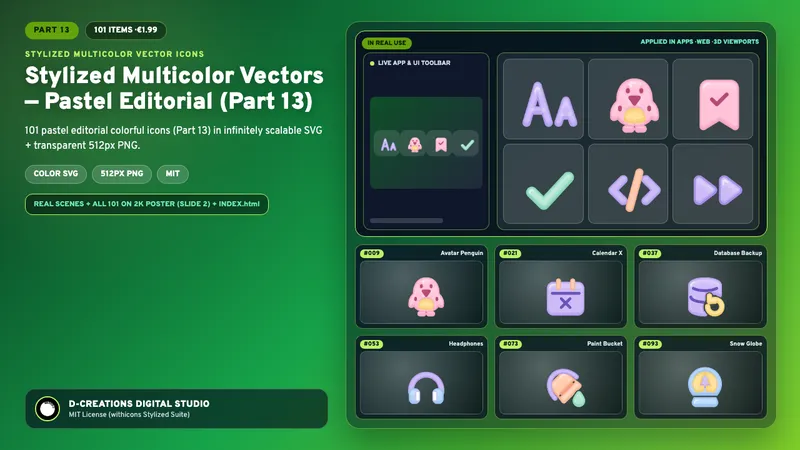 PART 13
101 ITEMS ·€1.99
STYLIZED MULTICOLOR VECTOR ICONS
Stylized Multicolor Vectors
— Pastel Editorial (Part 13)
101 pastel editorial colorful icons (Part 13) in infinitely scalable SVG
+ transparent 512px PNG.
COLOR SVG
512PX PNG
MIT
REAL SCENES + ALL 101 ON 2K POSTER (SLIDE 2) + INDEX.html
D-CREATIONS DIGITAL STUDIO
MIT License (withicons Stylized Suite)
IN REAL USE
APPLIED IN APPS ·WEB ·3D VIEWPORTS
LIVE APP & UI TOOLBAR
AA
AA
#009
Avatar Penguin
#021
Calendar X
#037
Database Backup
#053
Headphones
#073
Paint Bucket
#093
Snow Globe